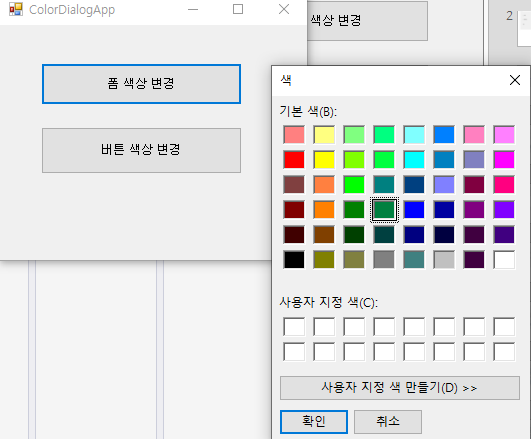 ColorDialogApp
폼 색상 변경
버튼 색상 변경
색상 변경
2
색
기본 색(B):
사용자 지정 색(C):
사용자 지정 색 만들기(D) >>
확인
취소